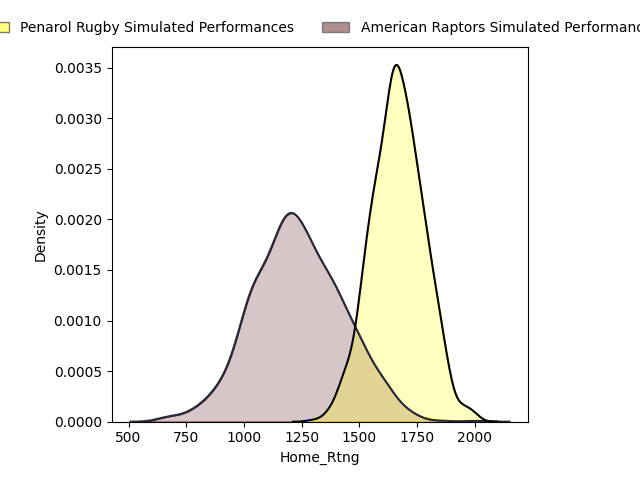 Penarol Rugby Simulated Performances
American Raptors Simulated
0.0035
0.0030
0.0025
0.0020
0.0015
0.0010
0.0005
0.0000
Density
500 750 1000 1250 1500 1750 2000
Home_Rtng